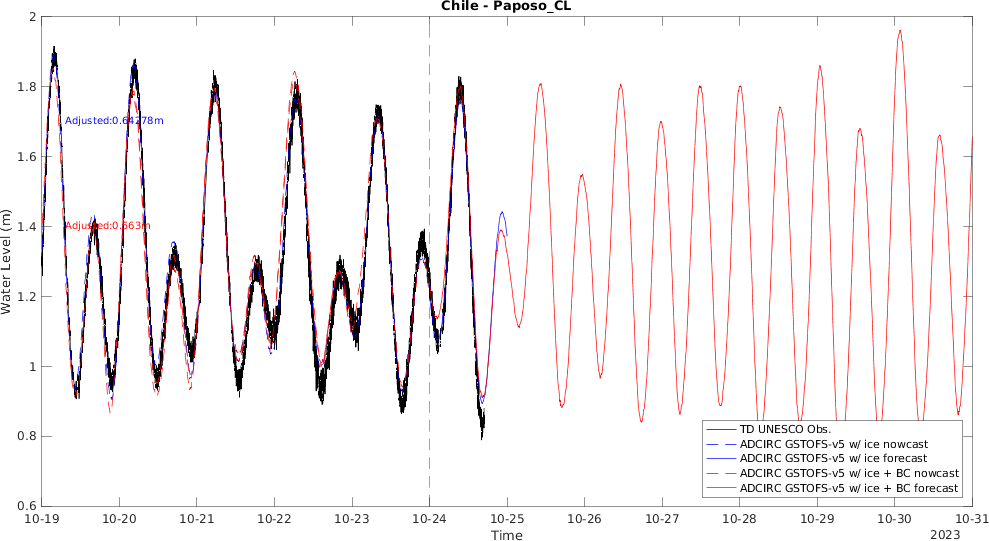 Chile - Paposo_CL
2
1.8
1.6
1.4
1.2
1
0.8
0.6
Water Level (m)
Adjusted:0.64278m
Adjusted:0.663m
TD UNESCO Obs.
ADCIRC GSTOFS-v5 w/ ice nowcast
ADCIRC GSTOFS-v5 w/ ice forecast
ADCIRC GSTOFS-v5 w/ ice + BC nowcast
ADCIRC GSTOFS-v5 w/ ice + BC forecast
10-19 10-20 10-21 10-22 10-23 10-24 10-25 10-26 10-27 10-28 10-29 10-30 10-31
Time
2023